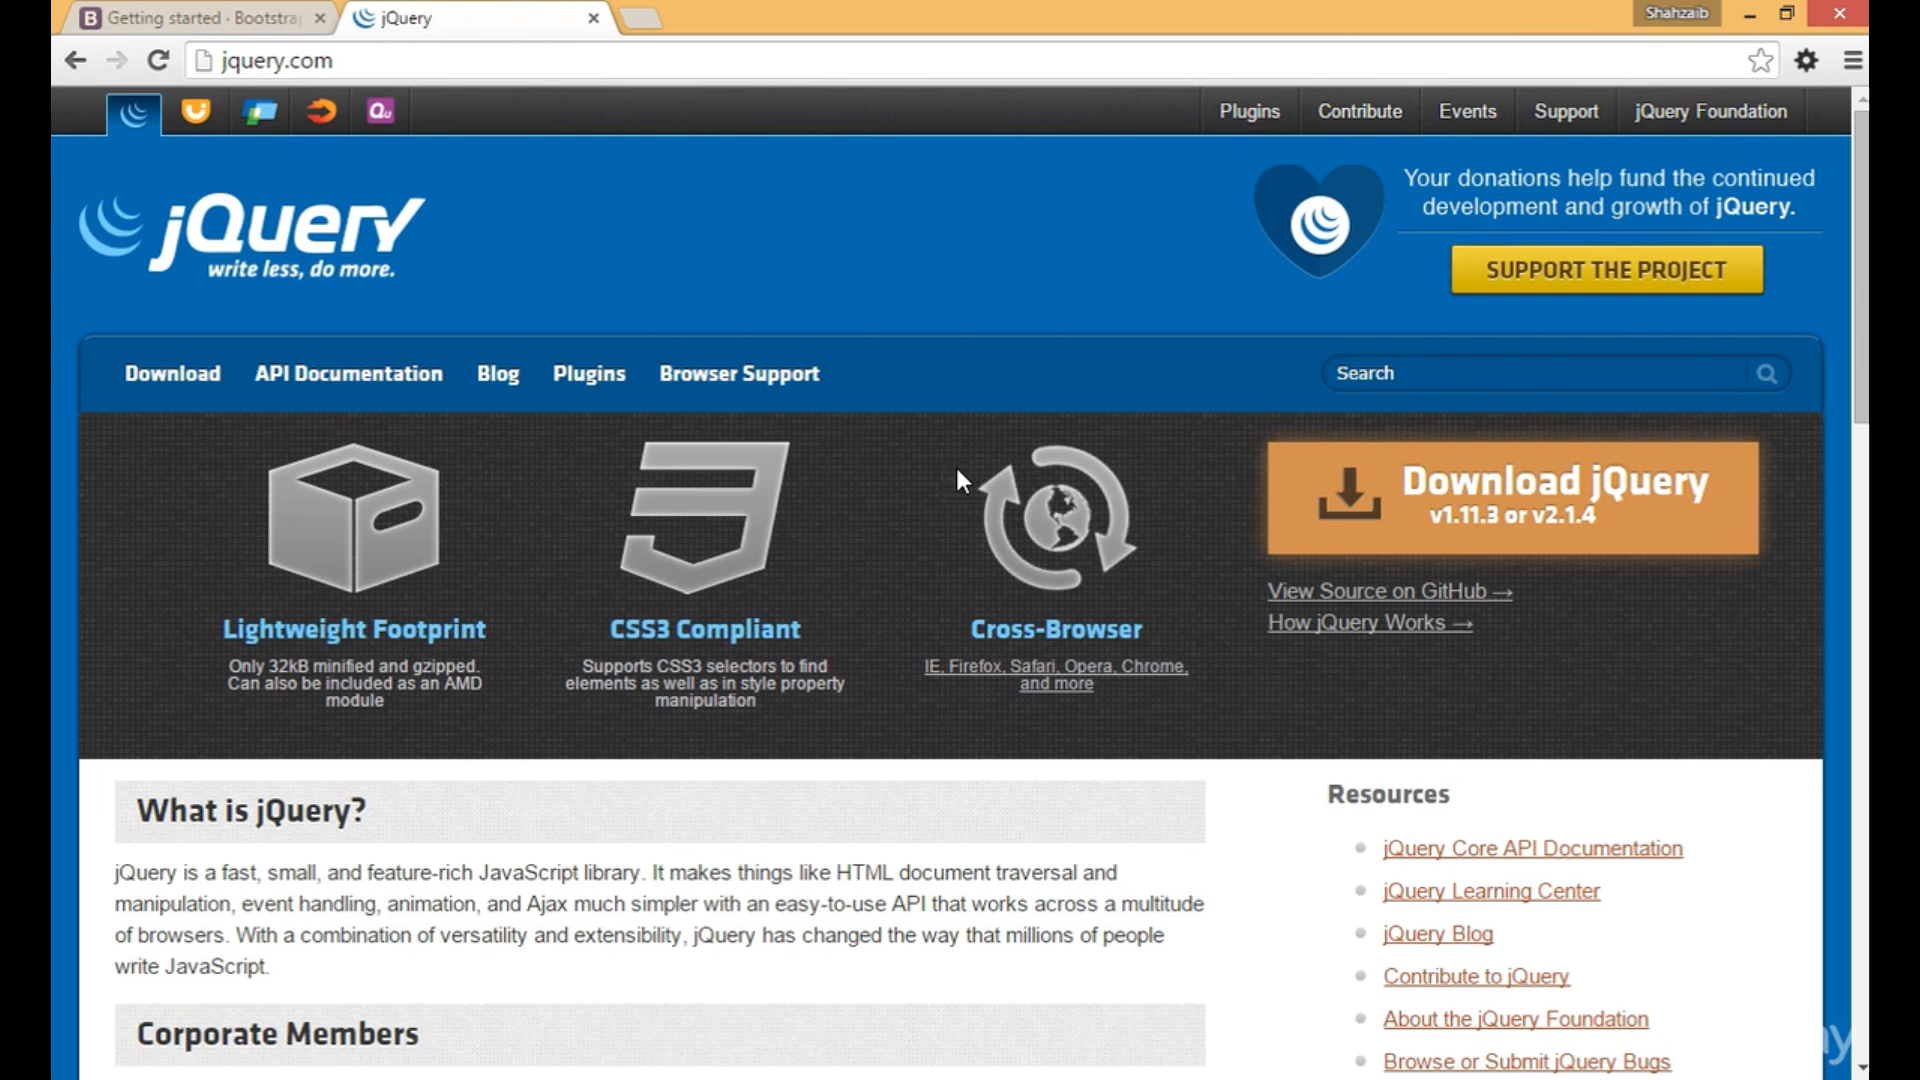 Getting started · Bootstrap
jQuery
Shahzaib
jquery.com
Plugins
Contribute
Events
Support
jQuery Foundation
jQuery
write less, do more.
Your donations help fund the continued
development and growth of jQuery.
SUPPORT THE PROJECT
Download
API Documentation
Blog
Plugins
Browser Support
Search
Lightweight Footprint
Only 32kB minified and gzipped.
Can also be included as an AMD
module
CSS3 Compliant
Supports CSS3 selectors to find
elements as well as in style property
manipulation
Cross-Browser
IE, Firefox, Safari, Opera, Chrome,
and more
Download jQuery
v1.11.3 or v2.1.4
View Source on GitHub →
How jQuery Works →
What is jQuery?
jQuery is a fast, small, and feature-rich JavaScript library. It makes things like HTML document traversal and
manipulation, event handling, animation, and Ajax much simpler with an easy-to-use API that works across a multitude
of browsers. With a combination of versatility and extensibility, jQuery has changed the way that millions of people
write JavaScript.
Corporate Members
Resources
jQuery Core API Documentation
jQuery Learning Center
jQuery Blog
Contribute to jQuery
About the jQuery Foundation
Browse or Submit jQuery Bugs